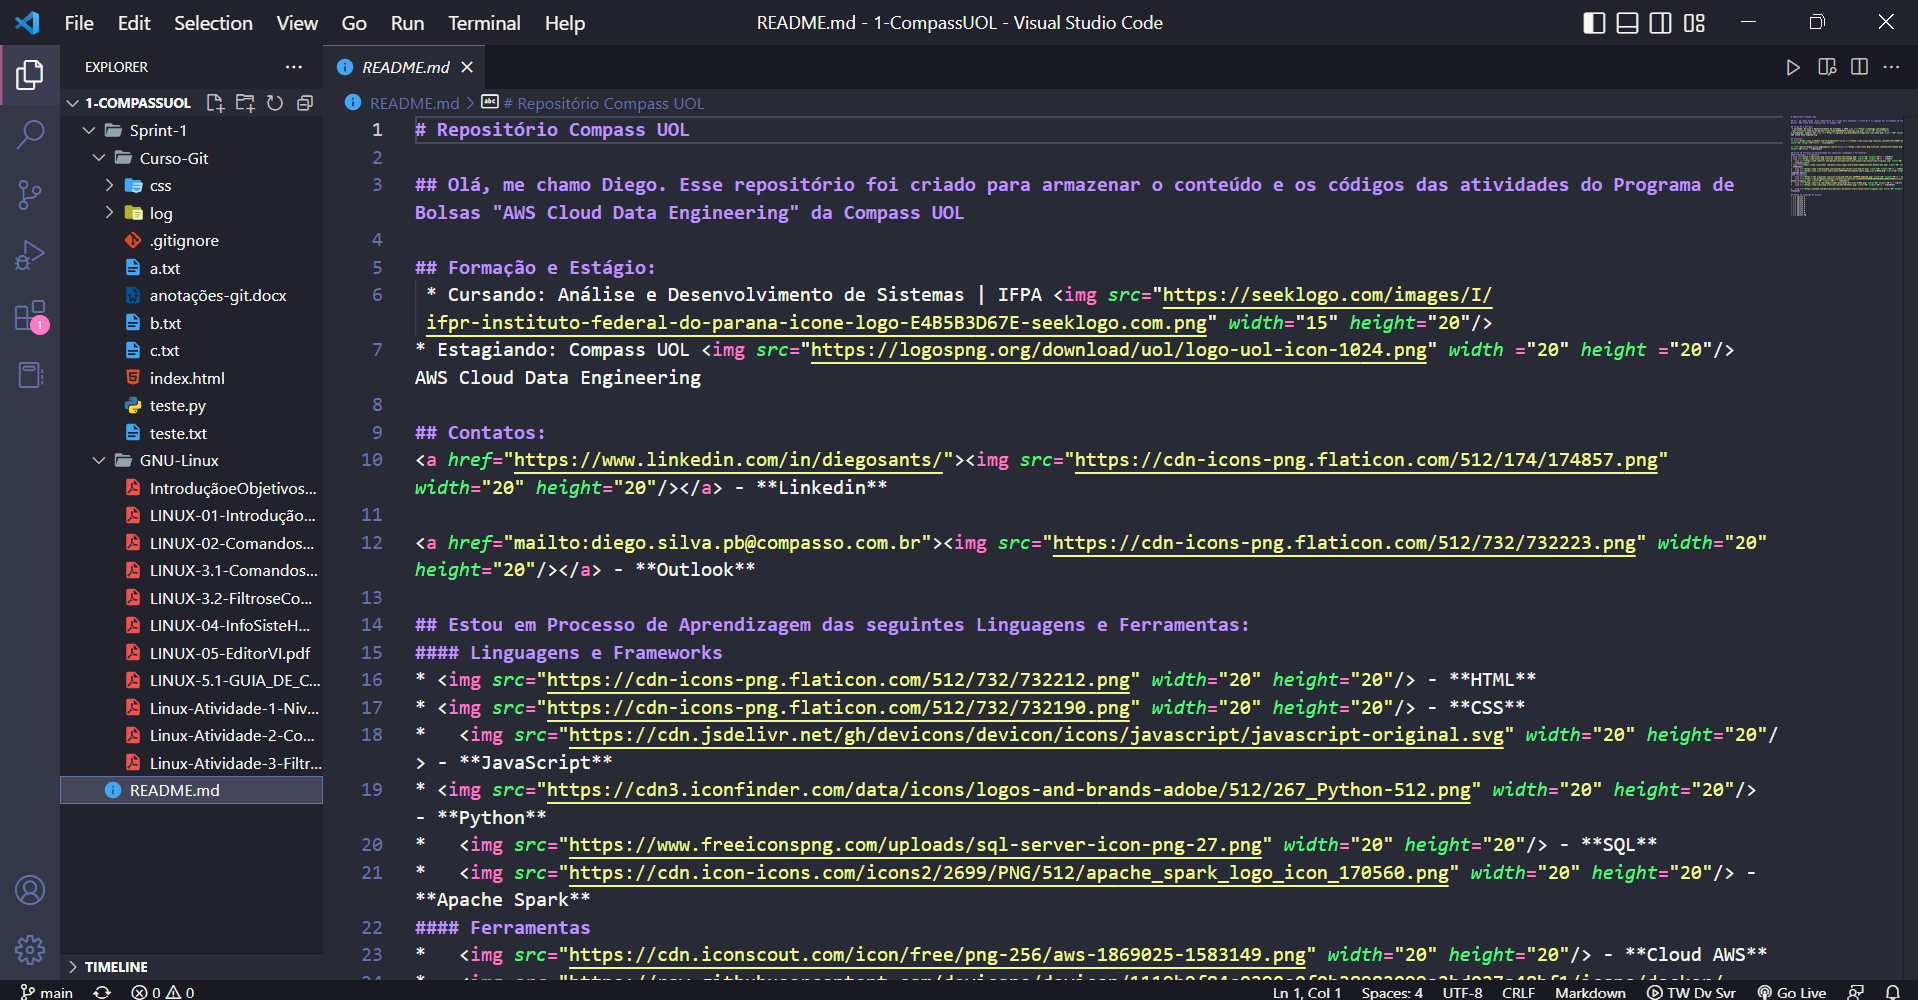 File Edit Selection View Go Run Terminal Help
README.md - 1-CompassUOL - Visual Studio Code
EXPLORER
README.md
1-COMPASSUOL
README.md > # Repositório Compass UOL
Sprint-1
Curso-Git
css
log
.gitignore
a.txt
anotações-git.docx
b.txt
c.txt
index.html
teste.py
teste.txt
GNU-Linux
IntroduçãoeObjetivos...
LINUX-01-Introdução...
LINUX-02-Comandos...
LINUX-3.1-Comandos...
LINUX-3.2-FiltroseCo...
LINUX-04-InfoSisteH...
LINUX-05-EditorVI.pdf
LINUX-5.1-GUIA_DE_C...
Linux-Atividade-1-Niv...
Linux-Atividade-2-Co...
Linux-Atividade-3-Filtr...
README.md
TIMELINE
1 # Repositório Compass UOL
2
3 ## Olá, me chamo Diego. Esse repositório foi criado para armazenar o conteúdo e os códigos das atividades do Programa de
Bolsas "AWS Cloud Data Engineering" da Compass UOL
4
5 ## Formação e Estágio:
6 * Cursando: Análise e Desenvolvimento de Sistemas | IFPA <img src="https://seeklogo.com/images/I/
ifpr-instituto-federal-do-parana-icone-logo-E4B5B3D67E-seeklogo.com.png" width="15" height="20"/>
7 * Estagiando: Compass UOL <img src="https://logospng.org/download/uol/logo-uol-icon-1024.png" width ="20" height ="20"/>
AWS Cloud Data Engineering
8
9 ## Contatos:
10 <a href="https://www.linkedin.com/in/diegosants/"><img src="https://cdn-icons-png.flaticon.com/512/174/174857.png"
width="20" height="20"/></a> - **Linkedin**
11
12 <a href="mailto:diego.silva.pb@compasso.com.br"><img src="https://cdn-icons-png.flaticon.com/512/732/732223.png" width="20"
height="20"/></a> - **Outlook**
13
14 ## Estou em Processo de Aprendizagem das seguintes Linguagens e Ferramentas:
15 #### Linguagens e Frameworks
16 * <img src="https://cdn-icons-png.flaticon.com/512/732/732212.png" width="20" height="20"/> - **HTML**
17 * <img src="https://cdn-icons-png.flaticon.com/512/732/732190.png" width="20" height="20"/> - **CSS**
18 * <img src="https://cdn.jsdelivr.net/gh/devicons/devicon/icons/javascript/javascript-original.svg" width="20" height="20"/
> - **JavaScript**
19 * <img src="https://cdn3.iconfinder.com/data/icons/logos-and-brands-adobe/512/267_Python-512.png" width="20" height="20"/>
- **Python**
20 * <img src="https://www.freeiconspng.com/uploads/sql-server-icon-png-27.png" width="20" height="20"/> - **SQL**
21 * <img src="https://cdn.icon-icons.com/icons2/2699/PNG/512/apache_spark_logo_icon_170560.png" width="20" height="20"/> -
**Apache Spark**
22 #### Ferramentas
23 * <img src="https://cdn.iconscout.com/icon/free/png-256/aws-1869025-1583149.png" width="20" height="20"/> - **Cloud AWS**
1
main 0 0 Ln 1, Col 1 Spaces: 4 UTF-8 CRLF Markdown TW Dv Svr Go Live